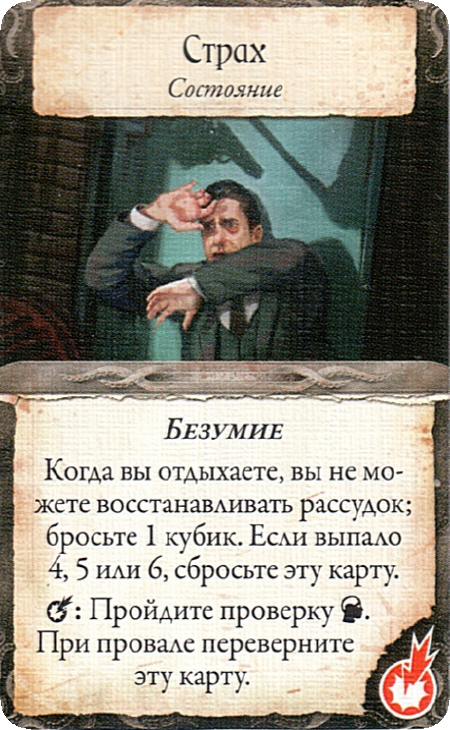 Страх
Состояние
Безумие
Когда вы отдыхаете, вы не мо-
жете восстанавливать рассудок;
бросьте 1 кубик. Если выпало
4, 5 или 6, сбросьте эту карту.
: Пройдите проверку .
При провале переверните
эту карту.